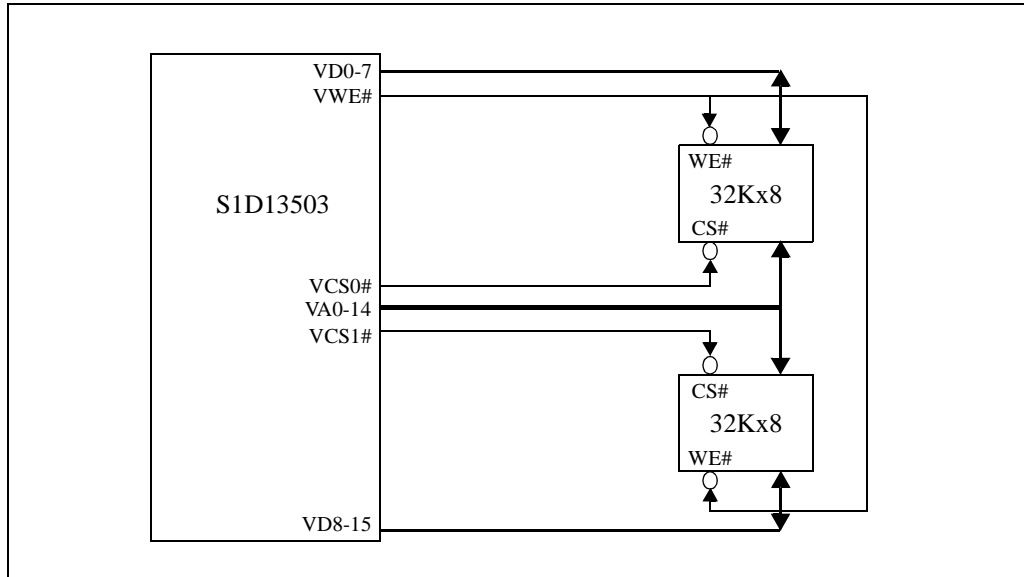 VD0-7
VWE#
WE#
32Kx8
S1D13503
CS#
VCS0#
VA0-14
VCS1#
CS#
32Kx8
WE#
VD8-15